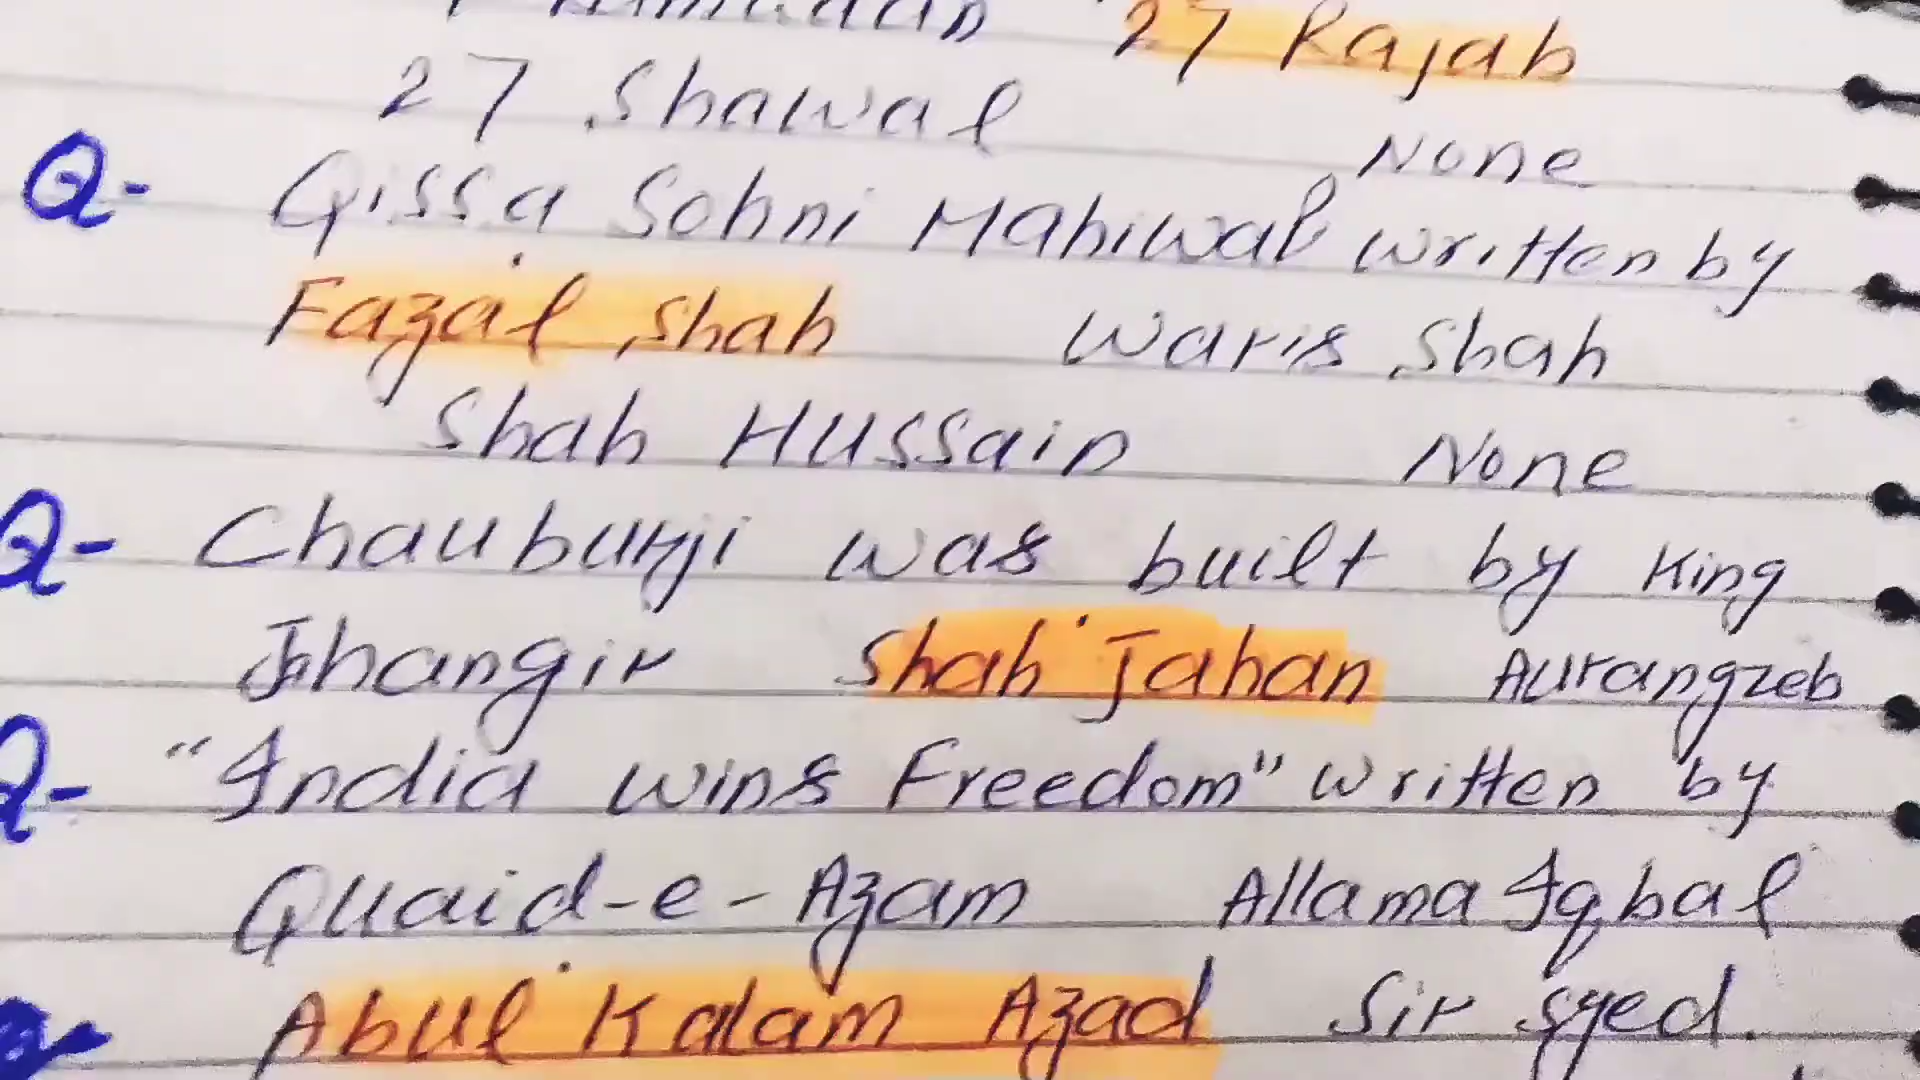 27 Rajab
27 Shawal None
Q- Qissa Sohni Mahiwal written by
Fazal Shah Waris Shah
Shah Hussain None
Q- Chauburji was built by King
Jhangir Shah Jahan Aurangzeb
Q- "India wins Freedom" written by
Quaid-e-Azam Allama Iqbal
Abul Kalam Azad Sir Syed.